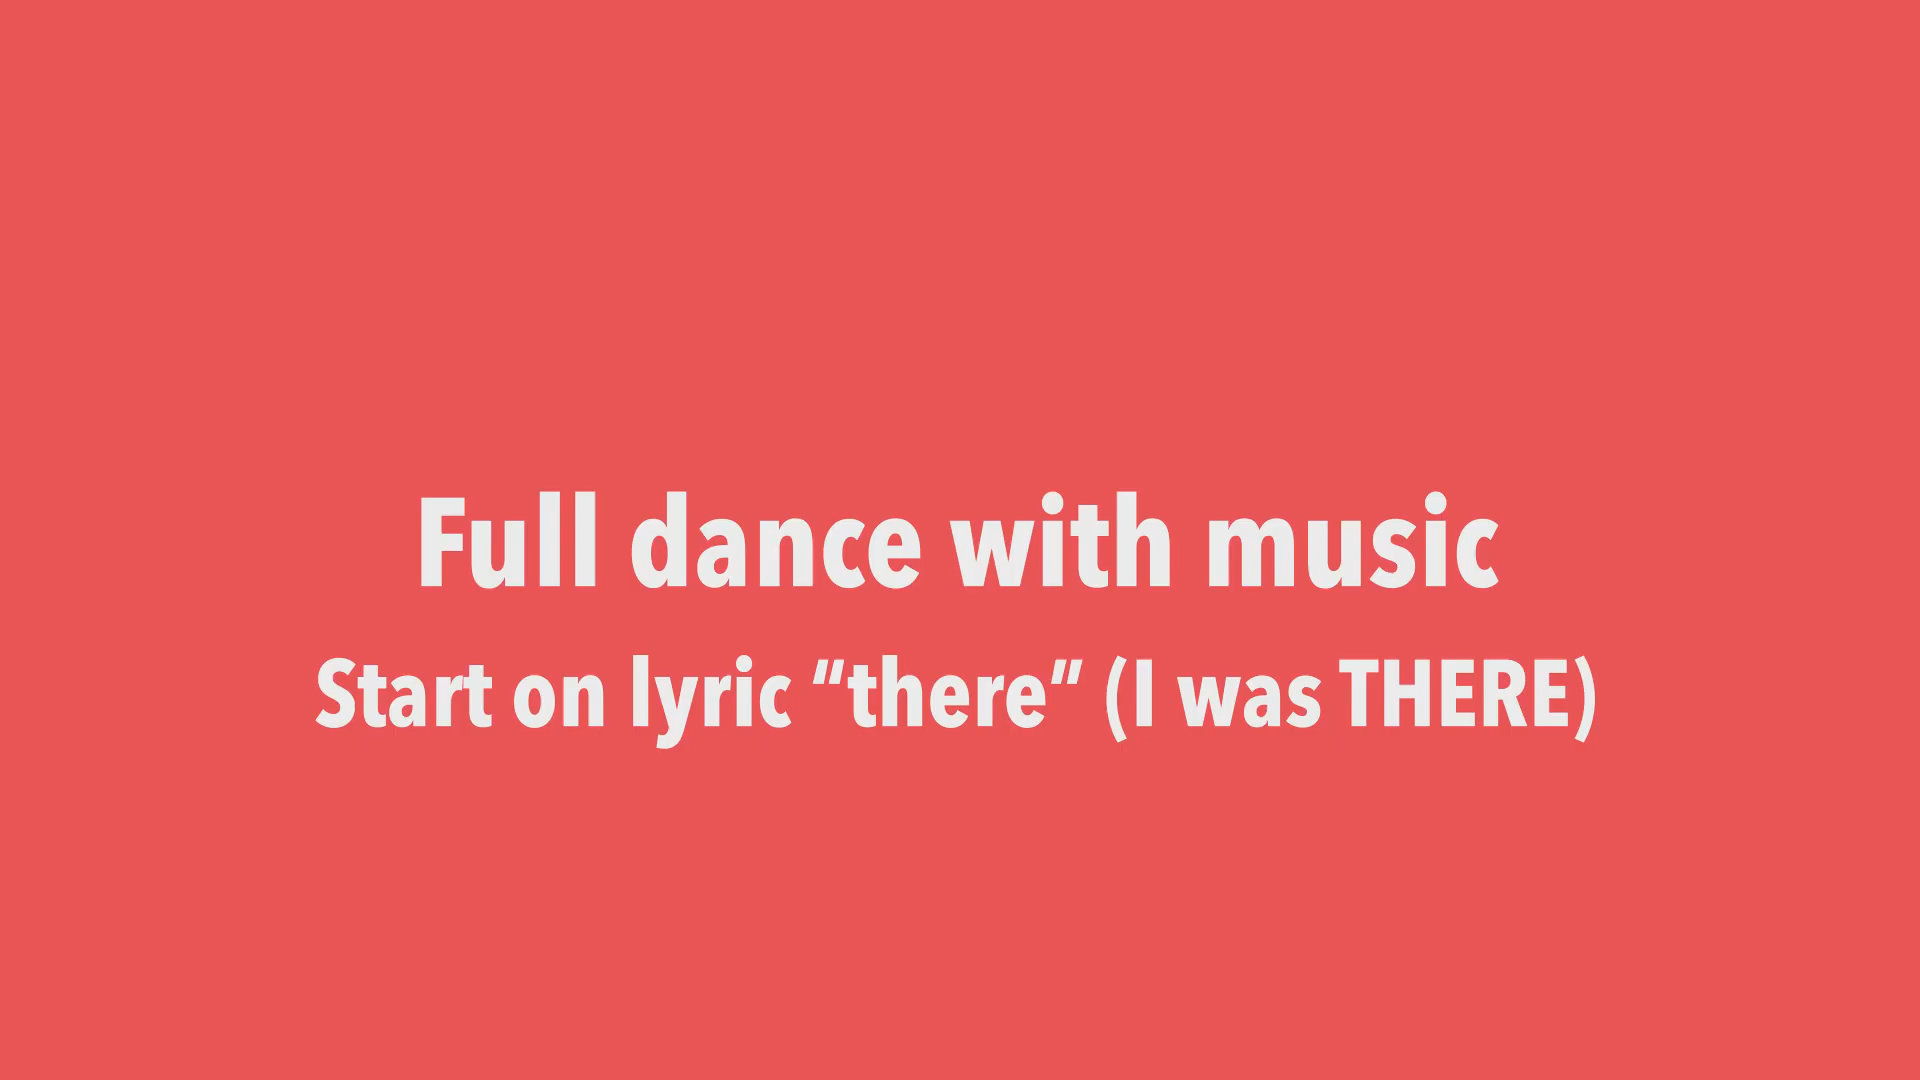 Full dance with music
Start on lyric “there” (I was THERE)